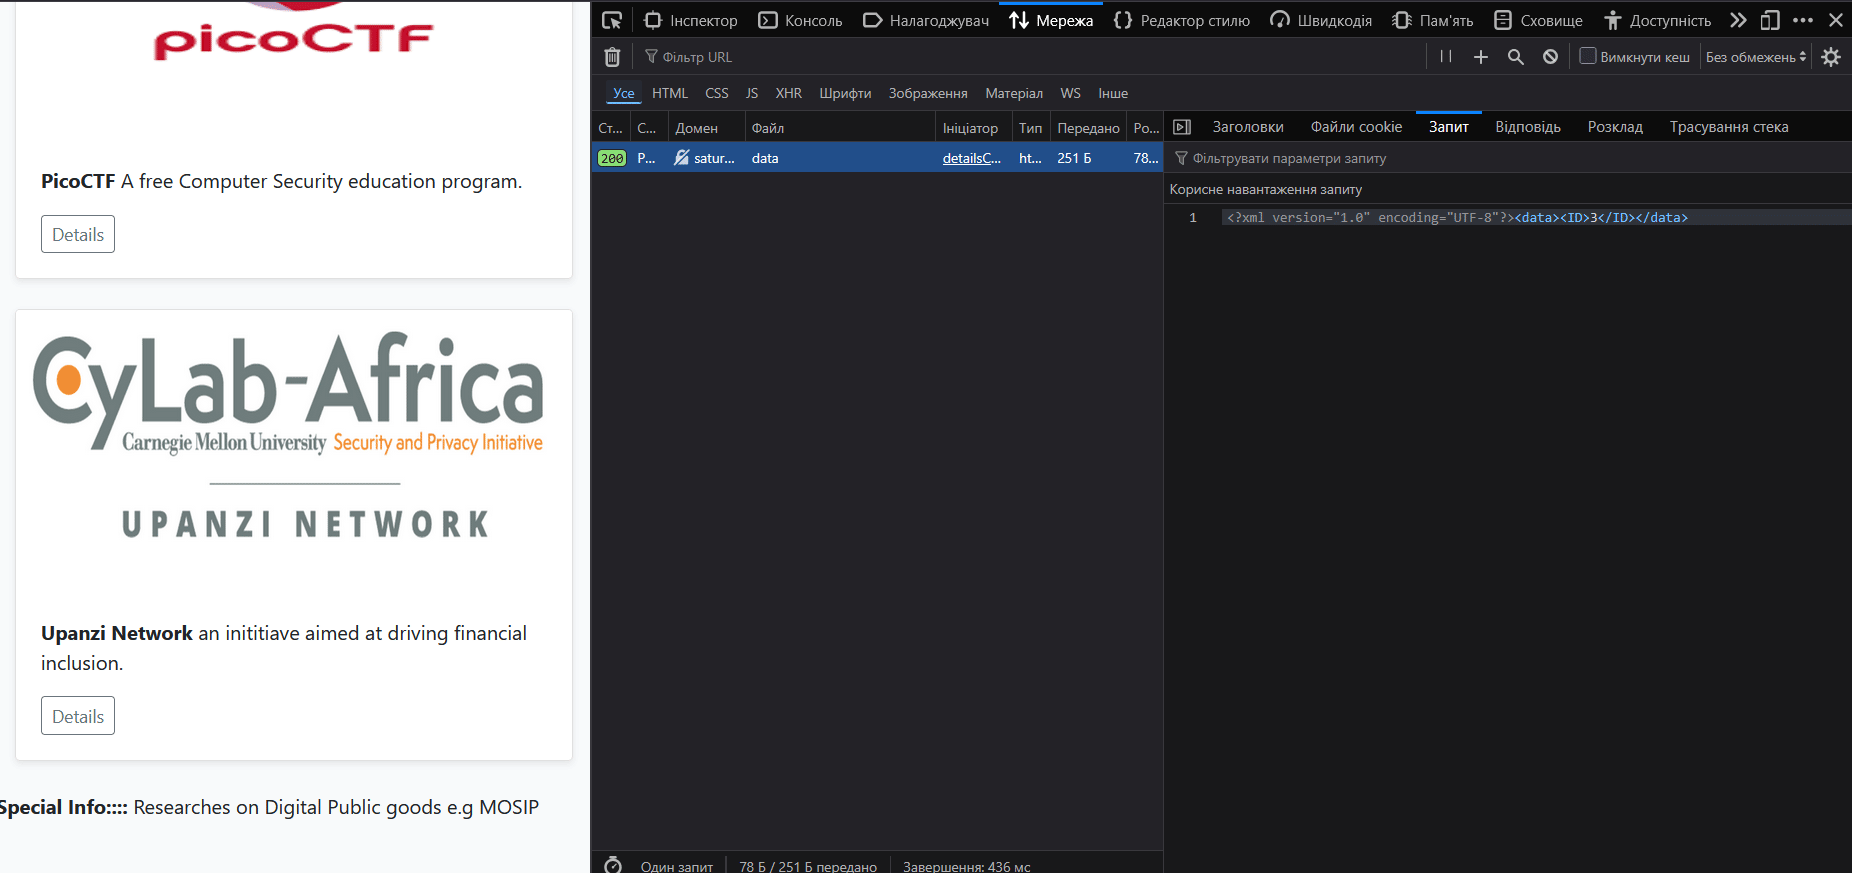 picoCTF
PicoCTF A free Computer Security education program.
Details
CyLab-Africa
Carnegie Mellon University Security and Privacy Initiative
UPANZI NETWORK
Upanzi Network an inititiave aimed at driving financial
inclusion.
Details
Special Info:::: Researches on Digital Public goods e.g MOSIP
Інспектор Консоль Налагоджувач Мережа Редактор стилю Швидкодія Пам'ять Сховище Доступність
Фільтр URL Вимкнути кеш Без обмежень
Усе HTML CSS JS XHR Шрифти Зображення Матеріал WS Інше
Ст... С... Домен Файл Ініціатор Тип Передано Ро...
200 P... satur... data detailsC... ht... 251 Б 78...
Заголовки Файли cookie Запит Відповідь Розклад Трасування стека
Фільтрувати параметри запиту
Корисне навантаження запиту
1 <?xml version="1.0" encoding="UTF-8"?><data><ID>3</ID></data>
Один запит 78 Б / 251 Б передано Завершення: 436 мс